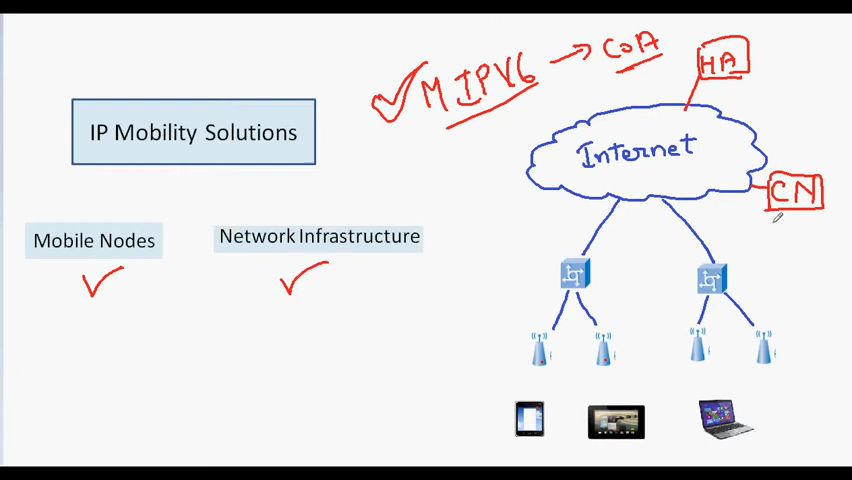 MIPV6 → CoA
HA
IP Mobility Solutions
Internet
CN
Mobile Nodes
Network Infrastructure